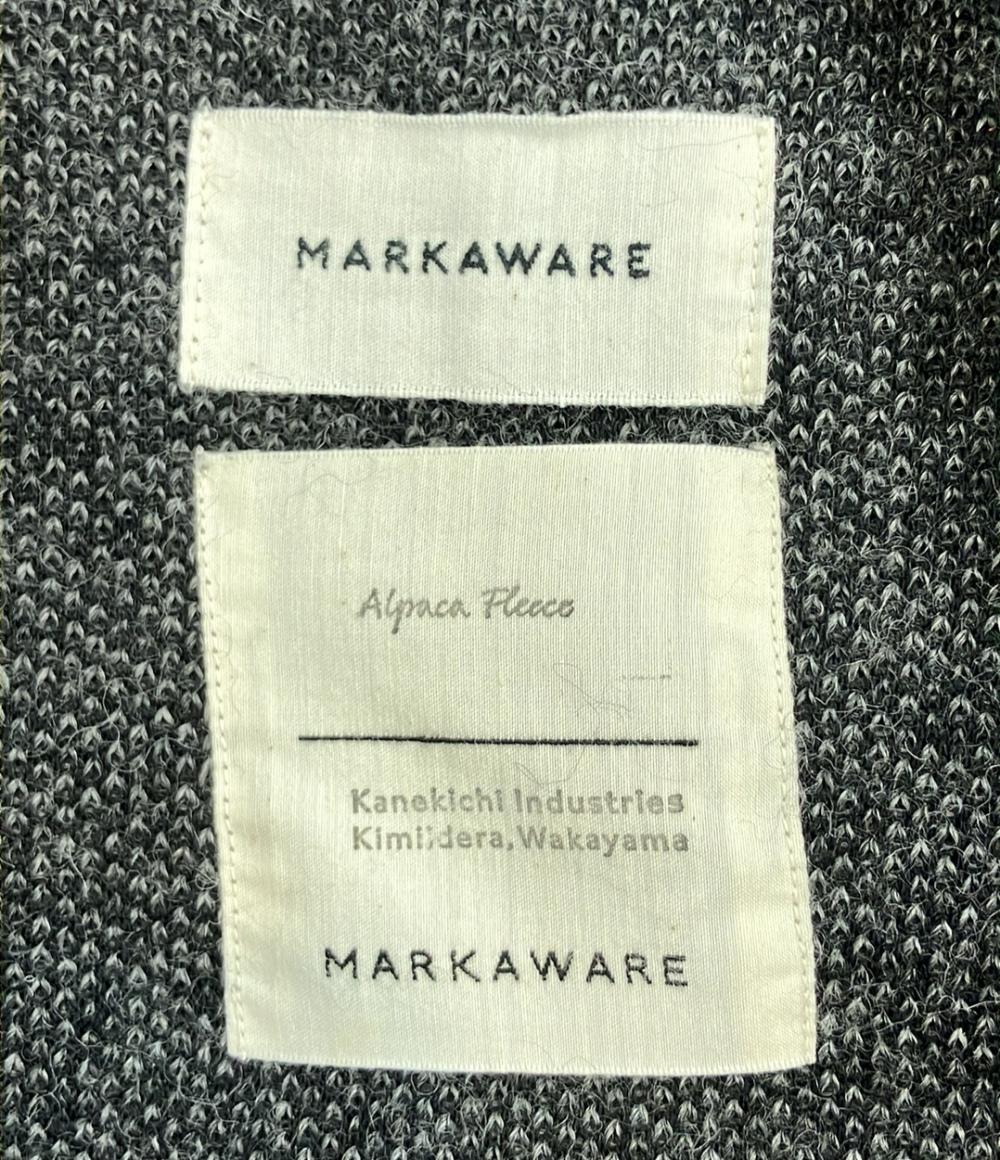 MARKAWARE
Alpaca Fleece
Kanekichi Industries
Kimiidera, Wakayama
MARKAWARE